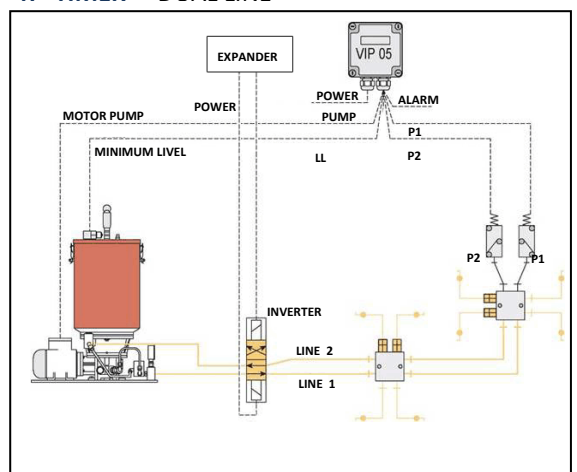 DUAL LINE
EXPANDER
VIP 05
POWER
POWER
ALARM
MOTOR PUMP
PUMP
P1
MINIMUM LIVEL
LL
P2
P2
P1
INVERTER
LINE 2
LINE 1